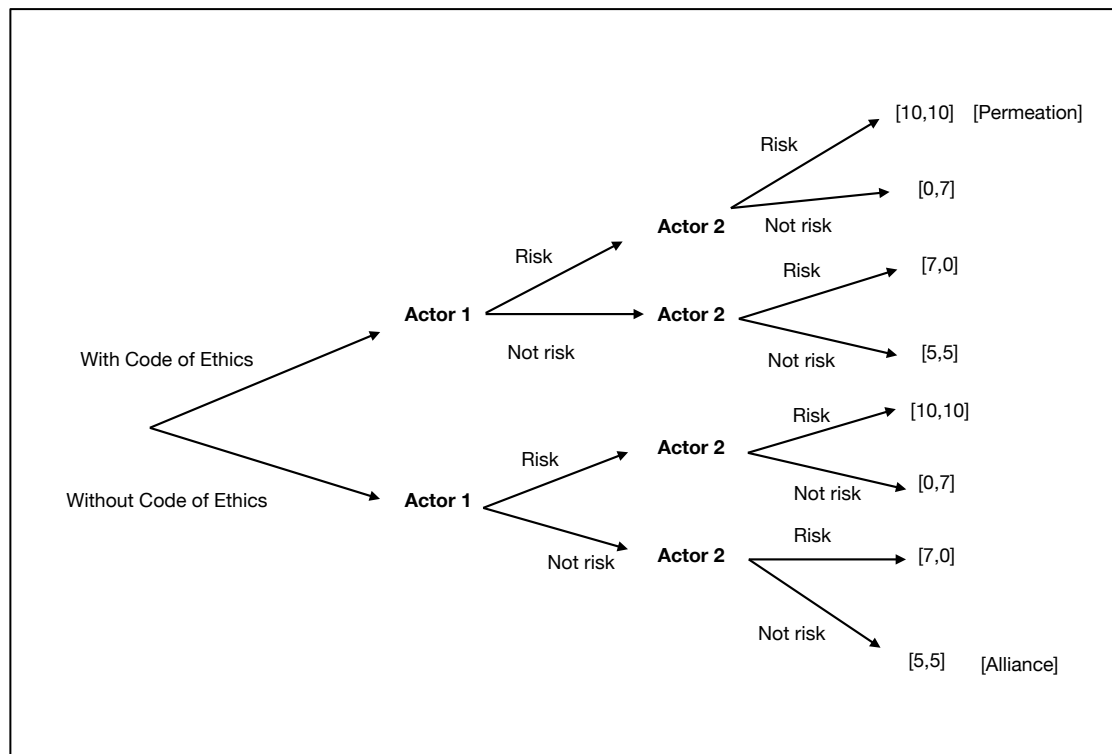 [10,10] [Permeation]
Risk
[0,7]
Actor 2
Not risk
Risk
[7,0]
Risk
Actor 1
Actor 2
Not risk
[5,5]
Not risk
With Code of Ethics
[10,10]
Risk
Actor 2
Risk
[0,7]
Not risk
Without Code of Ethics
Actor 1
Risk
[7,0]
Actor 2
Not risk
Not risk
[5,5] [Alliance]